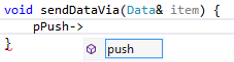 void sendDataVia(Data& item) {
pPush->
}
push